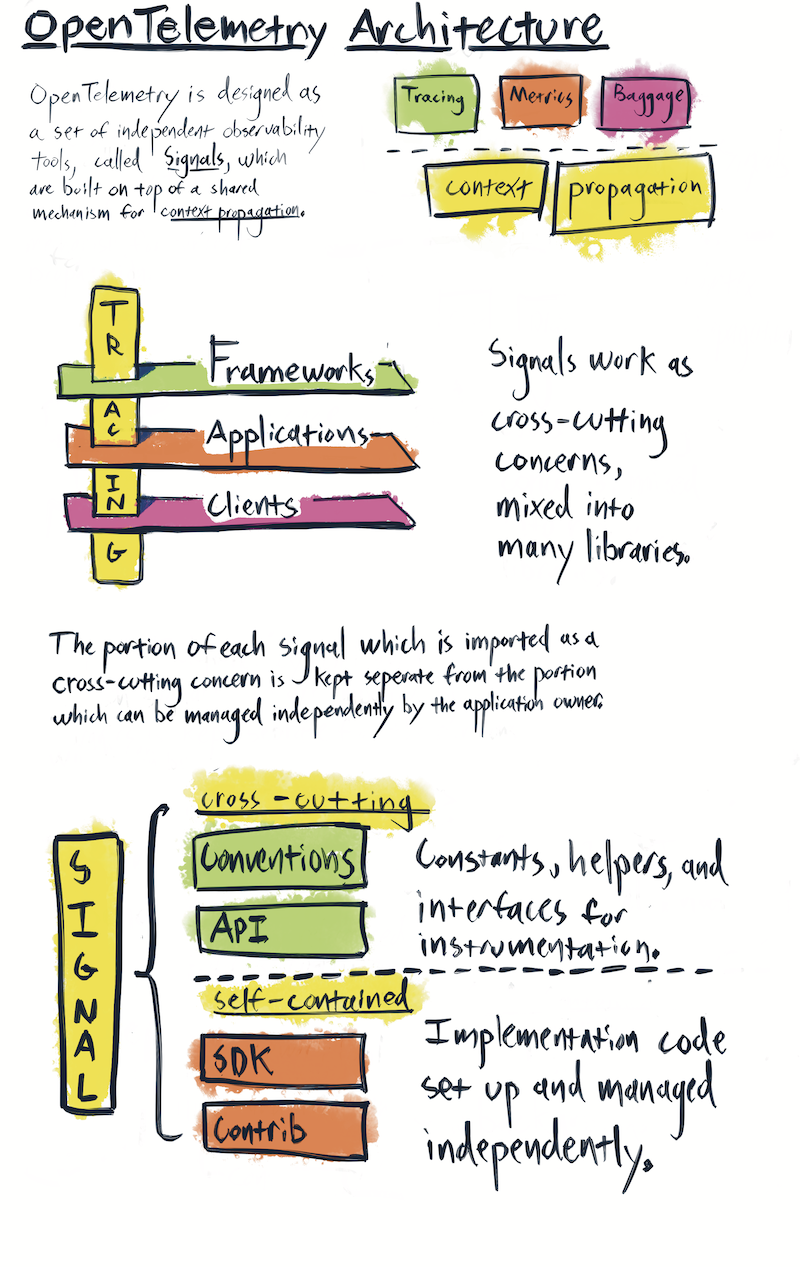 OpenTelemetry Architecture
OpenTelemetry is designed as
a set of independent observability
tools, called Signals, which
are built on top of a shared
mechanism for context propagation.
Tracing
Metrics
Baggage
context
propagation
TRACING
Frameworks
Applications
Clients
Signals work as
cross-cutting
concerns,
mixed into
many libraries.
The portion of each signal which is imported as a
cross-cutting concern is kept seperate from the portion
which can be managed independently by the application owner.
SIGNAL
cross-cutting
Conventions
API
Constants, helpers, and
interfaces for
instrumentation.
self-contained
SDK
Contrib
Implementation code
set up and managed
independently.